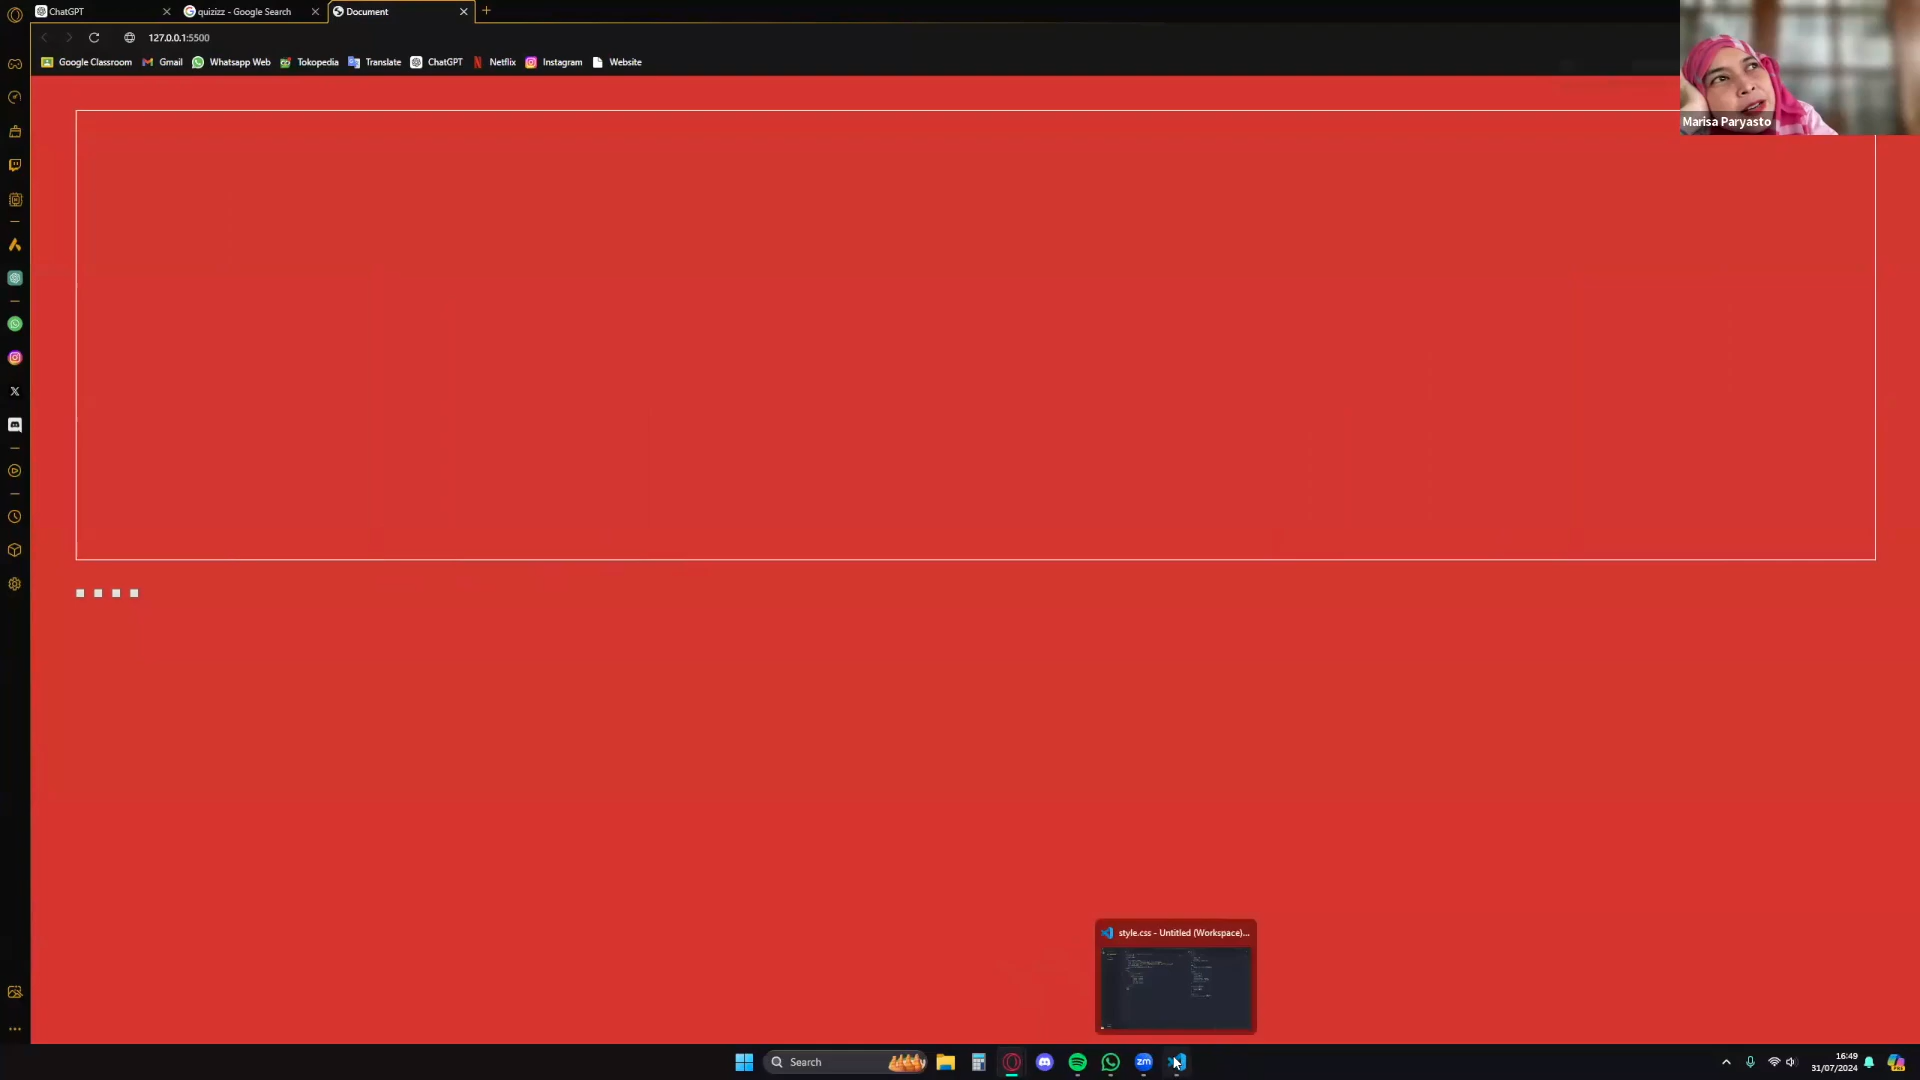 ChatGPT
quizizz - Google Search
Document
127.0.0.1:5500
Google Classroom
Gmail
Whatsapp Web
Tokopedia
Translate
ChatGPT
Netflix
Instagram
Website
Marisa Paryasto
style.css - Untitled (Workspace)...
Search
zm
16:49
31/07/2024